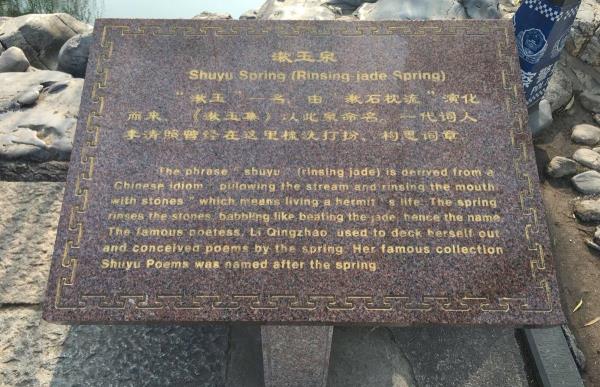 漱玉泉
Shuyu Spring (Rinsing-jade Spring)
“漱玉”一名，由“漱石枕流”演化
而来，《漱玉集》以此泉命名，一代词人
李清照曾经在这里梳洗打扮、构思词章
The phrase " shuyu (rinsing jade) is derived from a
Chinese idiom " pillowing the stream and rinsing the mouth
with stones " which means living a hermit ' s life. The spring
rinses the stones, babbling like beating the jade, hence the name.
The famous poetess, Li Qingzhao, used to deck herself out
and conceived poems by the spring. Her famous collection
Shuyu Poems was named after the spring.